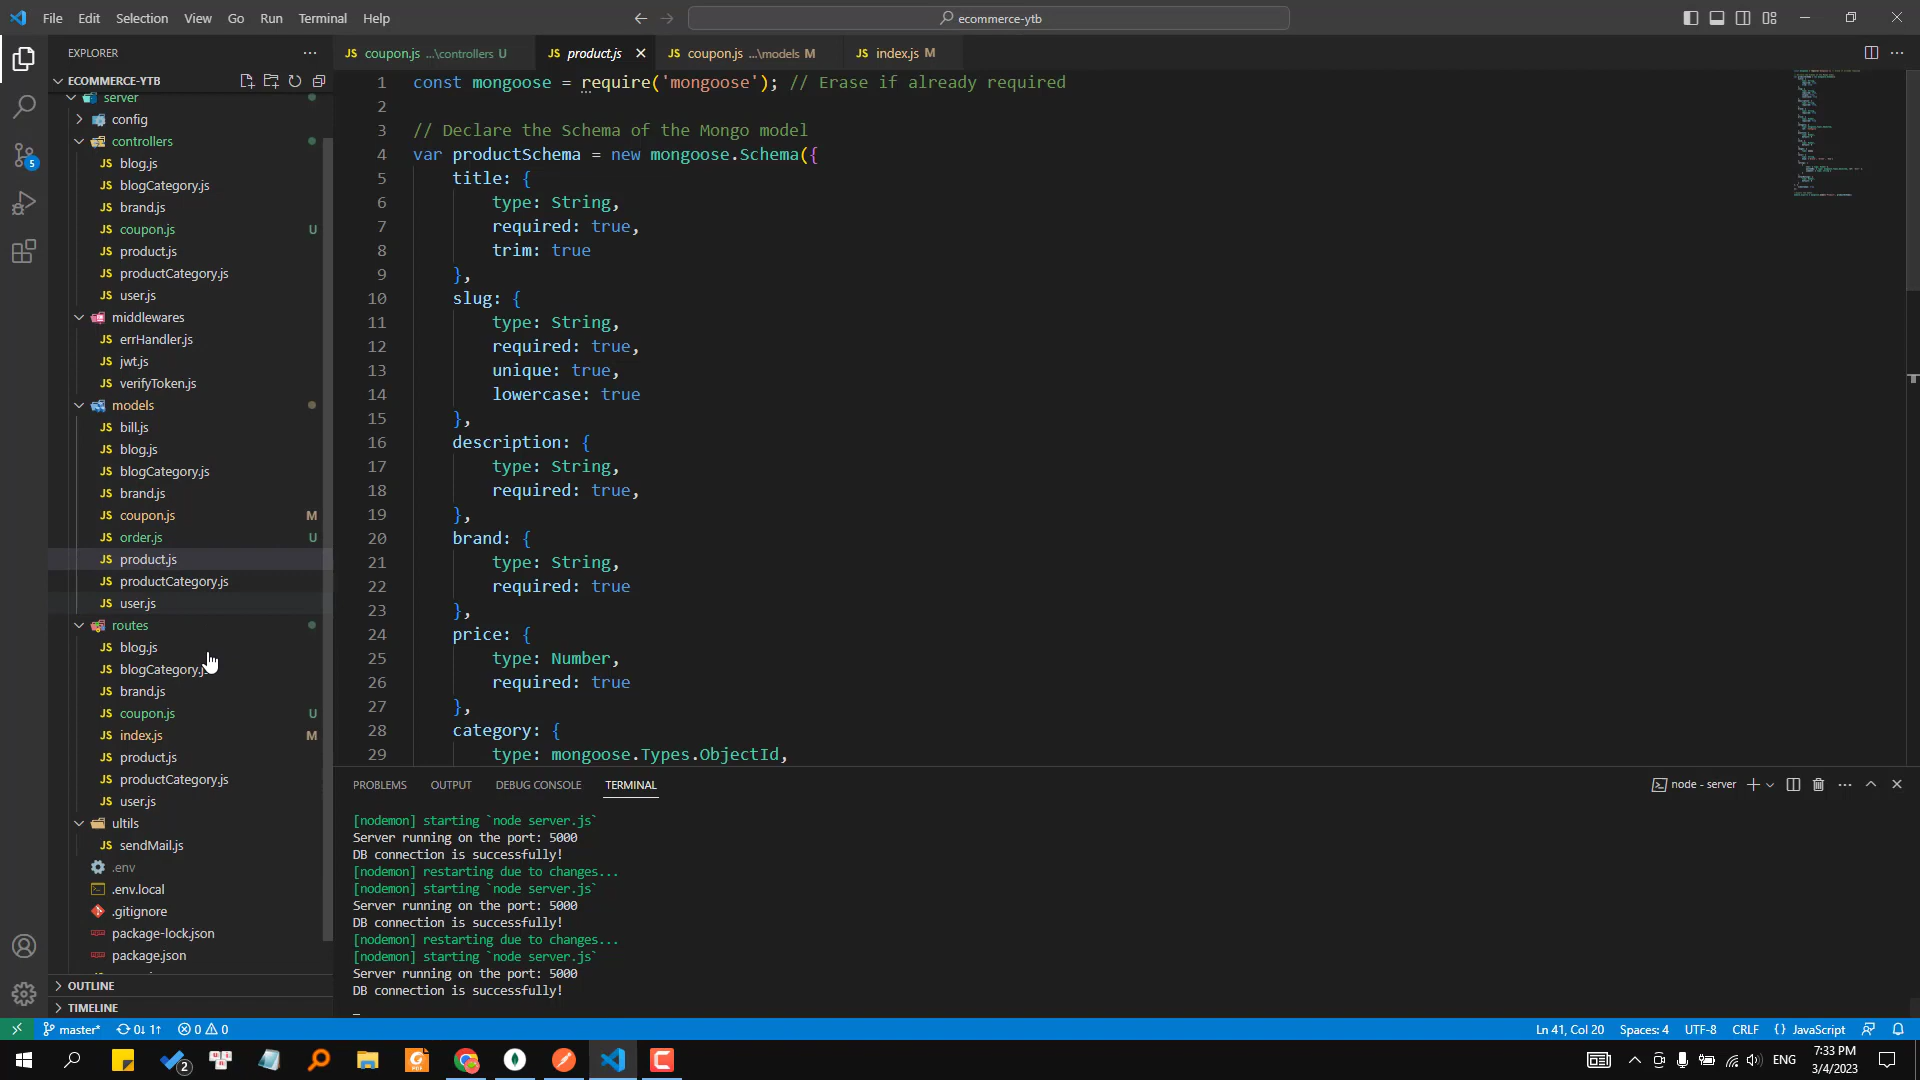 File Edit Selection View Go Run Terminal Help
ecommerce-ytb
EXPLORER
ECOMMERCE-YTB
server
config
controllers
JS blog.js
JS blogCategory.js
JS brand.js
JS coupon.js U
JS product.js
JS productCategory.js
JS user.js
middlewares
JS errHandler.js
JS jwt.js
JS verifyToken.js
models
JS bill.js
JS blog.js
JS blogCategory.js
JS brand.js
JS coupon.js M
JS order.js U
JS product.js
JS productCategory.js
JS user.js
routes
JS blog.js
JS blogCategory.js
JS brand.js
JS coupon.js U
JS index.js M
JS product.js
JS productCategory.js
JS user.js
ultils
JS sendMail.js
.env
.env.local
.gitignore
package-lock.json
package.json
OUTLINE
TIMELINE
5
JS coupon.js ...\controllers U
JS product.js
JS coupon.js ...\models M
JS index.js M
1 const mongoose = require('mongoose'); // Erase if already required
2
3 // Declare the Schema of the Mongo model
4 var productSchema = new mongoose.Schema({
5 title: {
6 type: String,
7 required: true,
8 trim: true
9 },
10 slug: {
11 type: String,
12 required: true,
13 unique: true,
14 lowercase: true
15 },
16 description: {
17 type: String,
18 required: true,
19 },
20 brand: {
21 type: String,
22 required: true
23 },
24 price: {
25 type: Number,
26 required: true
27 },
28 category: {
29 type: mongoose.Types.ObjectId,
PROBLEMS OUTPUT DEBUG CONSOLE TERMINAL
node - server
[nodemon] starting `node server.js`
Server running on the port: 5000
DB connection is successfully!
[nodemon] restarting due to changes...
[nodemon] starting `node server.js`
Server running on the port: 5000
DB connection is successfully!
[nodemon] restarting due to changes...
[nodemon] starting `node server.js`
Server running on the port: 5000
DB connection is successfully!
master* 0↓ 1↑ 0 0
Ln 41, Col 20 Spaces: 4 UTF-8 CRLF {} JavaScript
2
ENG
7:33 PM
3/4/2023